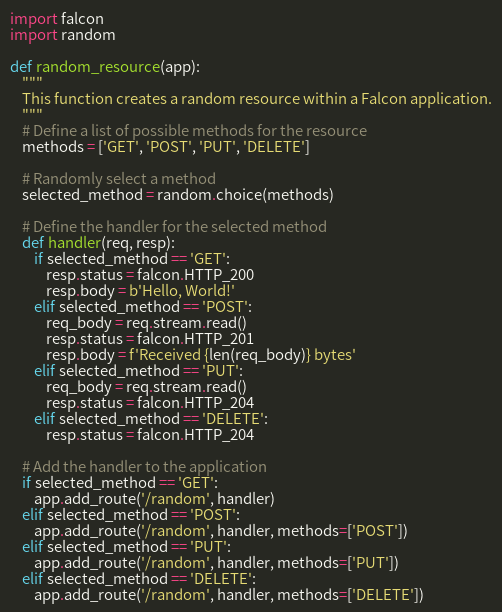 import falcon
import random

def random_resource(app):
    """
    This function creates a random resource within a Falcon application.
    """
    # Define a list of possible methods for the resource
    methods = ['GET', 'POST', 'PUT', 'DELETE']

    # Randomly select a method
    selected_method = random.choice(methods)

    # Define the handler for the selected method
    def handler(req, resp):
        if selected_method == 'GET':
            resp.status = falcon.HTTP_200
            resp.body = b'Hello, World!'
        elif selected_method == 'POST':
            req_body = req.stream.read()
            resp.status = falcon.HTTP_201
            resp.body = f'Received {len(req_body)} bytes'
        elif selected_method == 'PUT':
            req_body = req.stream.read()
            resp.status = falcon.HTTP_204
        elif selected_method == 'DELETE':
            resp.status = falcon.HTTP_204

    # Add the handler to the application
    if selected_method == 'GET':
        app.add_route('/random', handler)
    elif selected_method == 'POST':
        app.add_route('/random', handler, methods=['POST'])
    elif selected_method == 'PUT':
        app.add_route('/random', handler, methods=['PUT'])
    elif selected_method == 'DELETE':
        app.add_route('/random', handler, methods=['DELETE'])